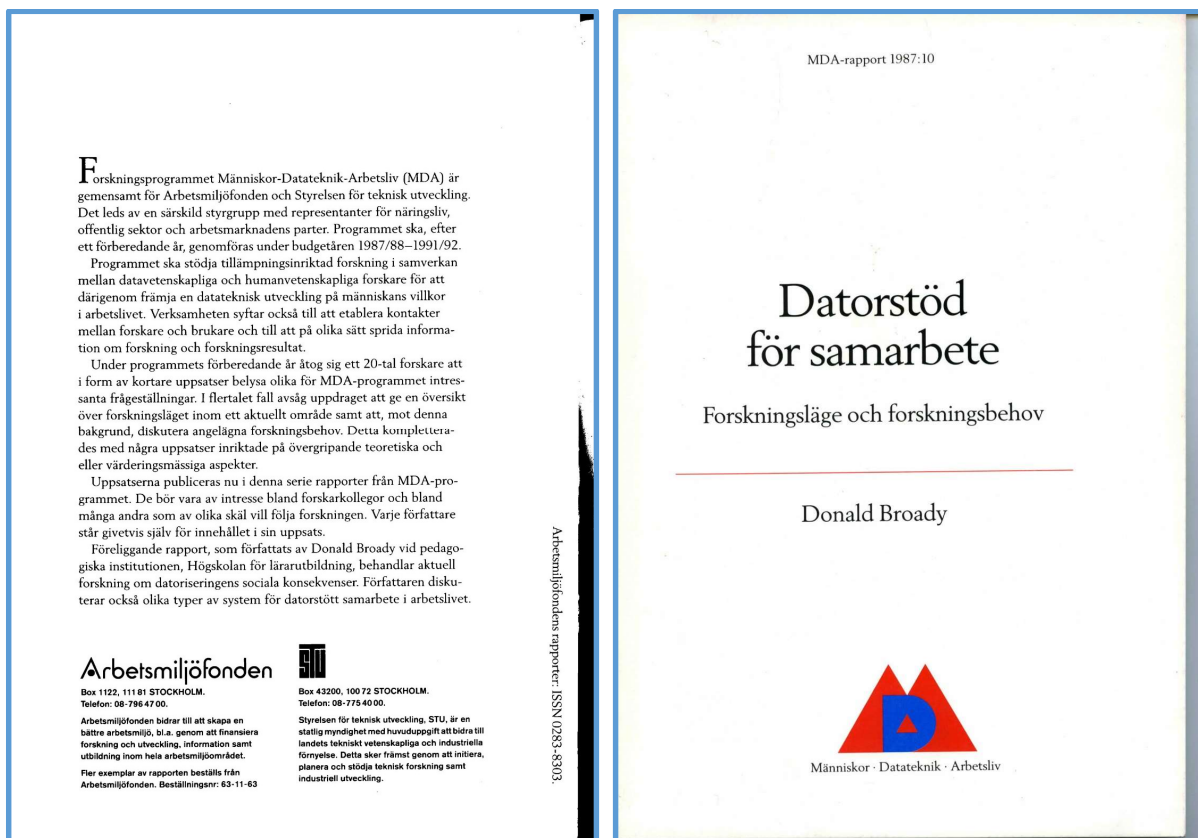 Forskningsprogrammet Människor-Datateknik-Arbetsliv (MDA) är
gemensamt för Arbetsmiljöfonden och Styrelsen för teknisk utveckling.
Det leds av en särskild styrgrupp med representanter för näringsliv,
offentlig sektor och arbetsmarknadens parter. Programmet ska, efter
ett förberedande år, genomföras under budgetåren 1987/88–1991/92.
Programmet ska stödja tillämpningsinriktad forskning i samverkan
mellan datavetenskapliga och humanvetenskapliga forskare för att
därigenom främja en datateknisk utveckling på människans villkor
i arbetslivet. Verksamheten syftar också till att etablera kontakter
mellan forskare och brukare och till att på olika sätt sprida informa-
tion om forskning och forskningsresultat.
Under programmets förberedande år åtog sig ett 20-tal forskare att
i form av kortare uppsatser belysa olika för MDA-programmet intres-
santa frågeställningar. I flertalet fall avsåg uppdraget att ge en översikt
över forskningsläget inom ett aktuellt område samt att, mot denna
bakgrund, diskutera angelägna forskningsbehov. Detta kompletterа-
des med några uppsatser inriktade på övergripande teoretiska och
eller värderingsmässiga aspekter.
Uppsatserna publiceras nu i denna serie rapporter från MDA-pro-
grammet. De bör vara av intresse bland forskarkollegor och bland
många andra som av olika skäl vill följa forskningen. Varje författare
står givetvis själv för innehållet i sin uppsats.
Föreliggande rapport, som författats av Donald Broady vid pedago-
giska institutionen, Högskolan för lärarutbildning, behandlar aktuell
forskning om datoriseringens sociala konsekvenser. Författaren disku-
terar också olika typer av system för datorstött samarbete i arbetslivet.
Arbetsmiljöfonden
Box 1122, 111 81 STOCKHOLM.
Telefon: 08-796 47 00.
Arbetsmiljöfonden bidrar till att skapa en
bättre arbetsmiljö, bl.a. genom att finansiera
forskning och utveckling, information samt
utbildning inom hela arbetsmiljöområdet.
Fler exemplar av rapporten beställs från
Arbetsmiljöfonden. Beställningsnr: 63-11-63
STU
Box 43200, 100 72 STOCKHOLM.
Telefon: 08-775 40 00.
Styrelsen för teknisk utveckling, STU, är en
statlig myndighet med huvuduppgift att bidra till
landets tekniskt vetenskapliga och industriella
förnyelse. Detta sker främst genom att initiera,
planera och stödja teknisk forskning samt
industriell utveckling.
Arbetsmiljöfondens rapporter: ISSN 0283-8303.
MDA-rapport 1987:10
Datorstöd
för samarbete
Forskningsläge och forskningsbehov
Donald Broady
D
Människor · Datateknik · Arbetsliv